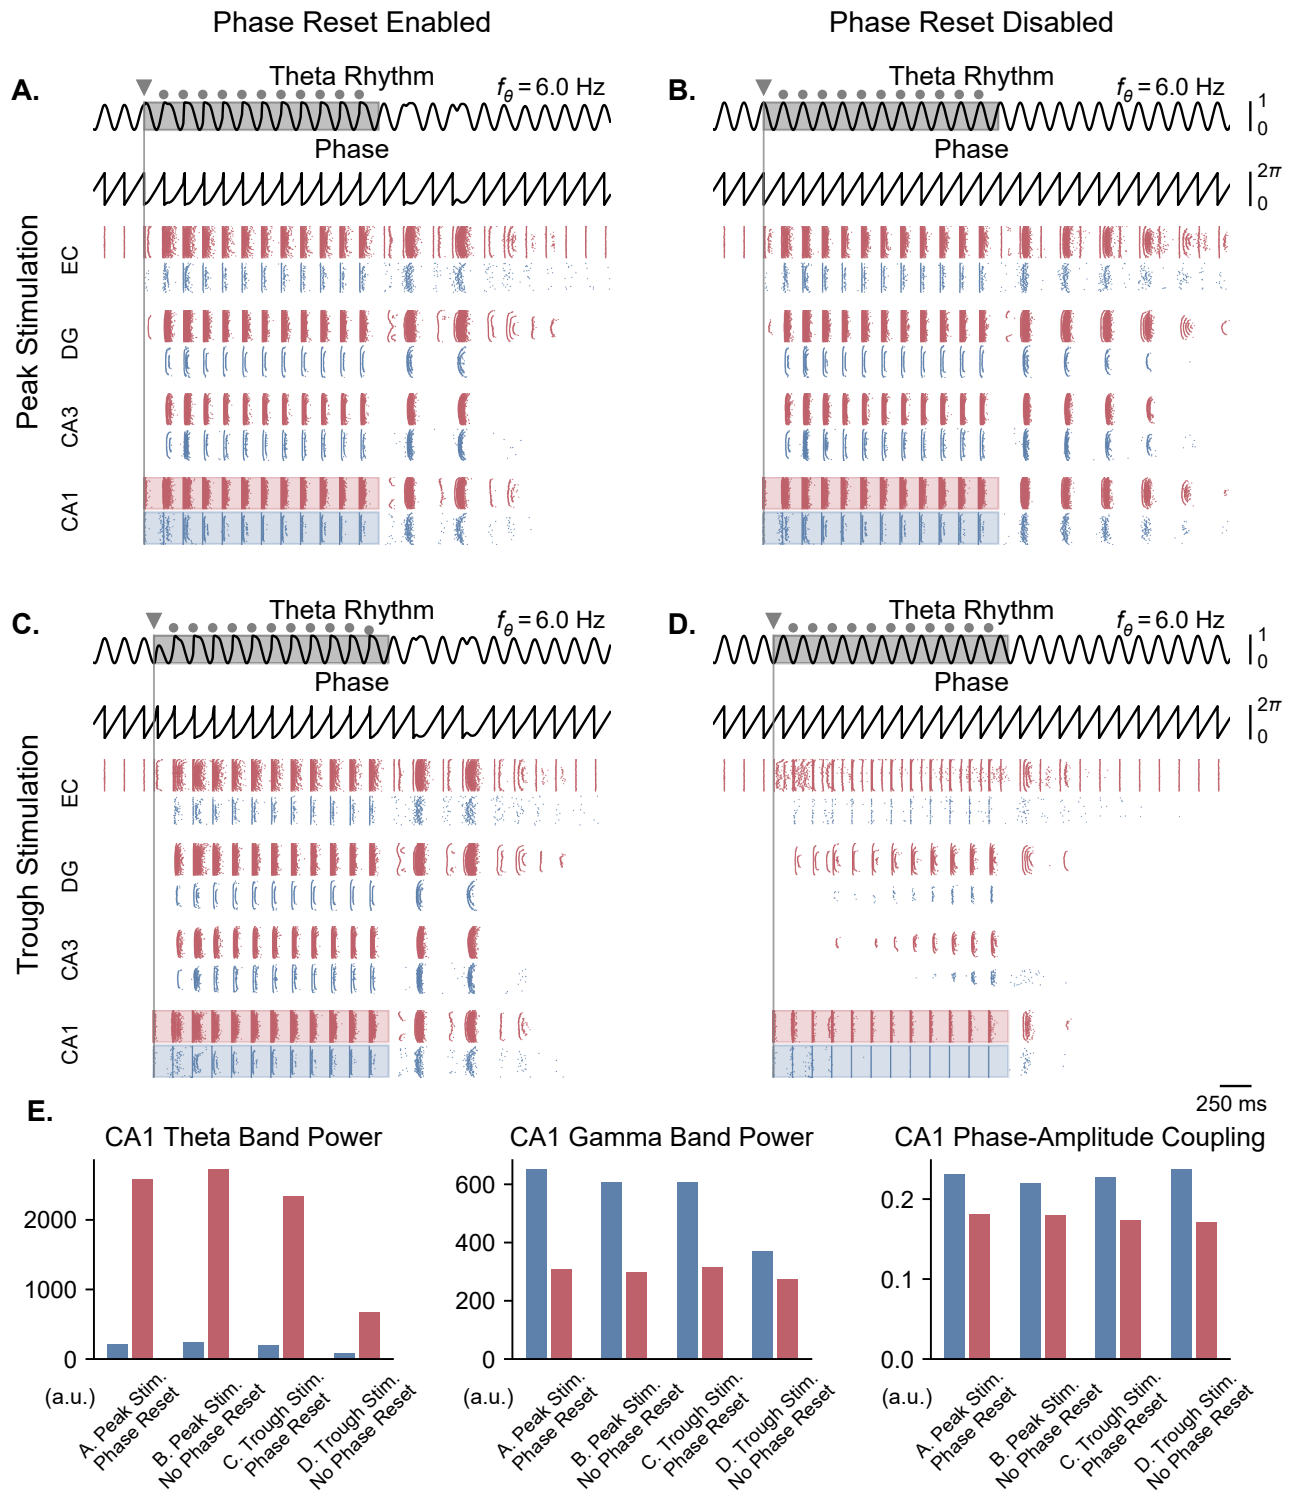 Phase Reset Enabled
Phase Reset Disabled
A.
Theta Rhythm
fθ = 6.0 Hz
Phase
B.
Theta Rhythm
fθ = 6.0 Hz
1
0
Phase
2π
0
Peak Stimulation
EC
DG
CA3
CA1
C.
Theta Rhythm
fθ = 6.0 Hz
Phase
D.
Theta Rhythm
fθ = 6.0 Hz
1
0
Phase
2π
0
Trough Stimulation
EC
DG
CA3
CA1
250 ms
E.
CA1 Theta Band Power
2000
1000
0
(a.u.)
A. Peak Stim.
Phase Reset
B. Peak Stim.
No Phase Reset
C. Trough Stim.
Phase Reset
D. Trough Stim.
No Phase Reset
CA1 Gamma Band Power
600
400
200
0
(a.u.)
A. Peak Stim.
Phase Reset
B. Peak Stim.
No Phase Reset
C. Trough Stim.
Phase Reset
D. Trough Stim.
No Phase Reset
CA1 Phase-Amplitude Coupling
0.2
0.1
0.0
(a.u.)
A. Peak Stim.
Phase Reset
B. Peak Stim.
No Phase Reset
C. Trough Stim.
Phase Reset
D. Trough Stim.
No Phase Reset